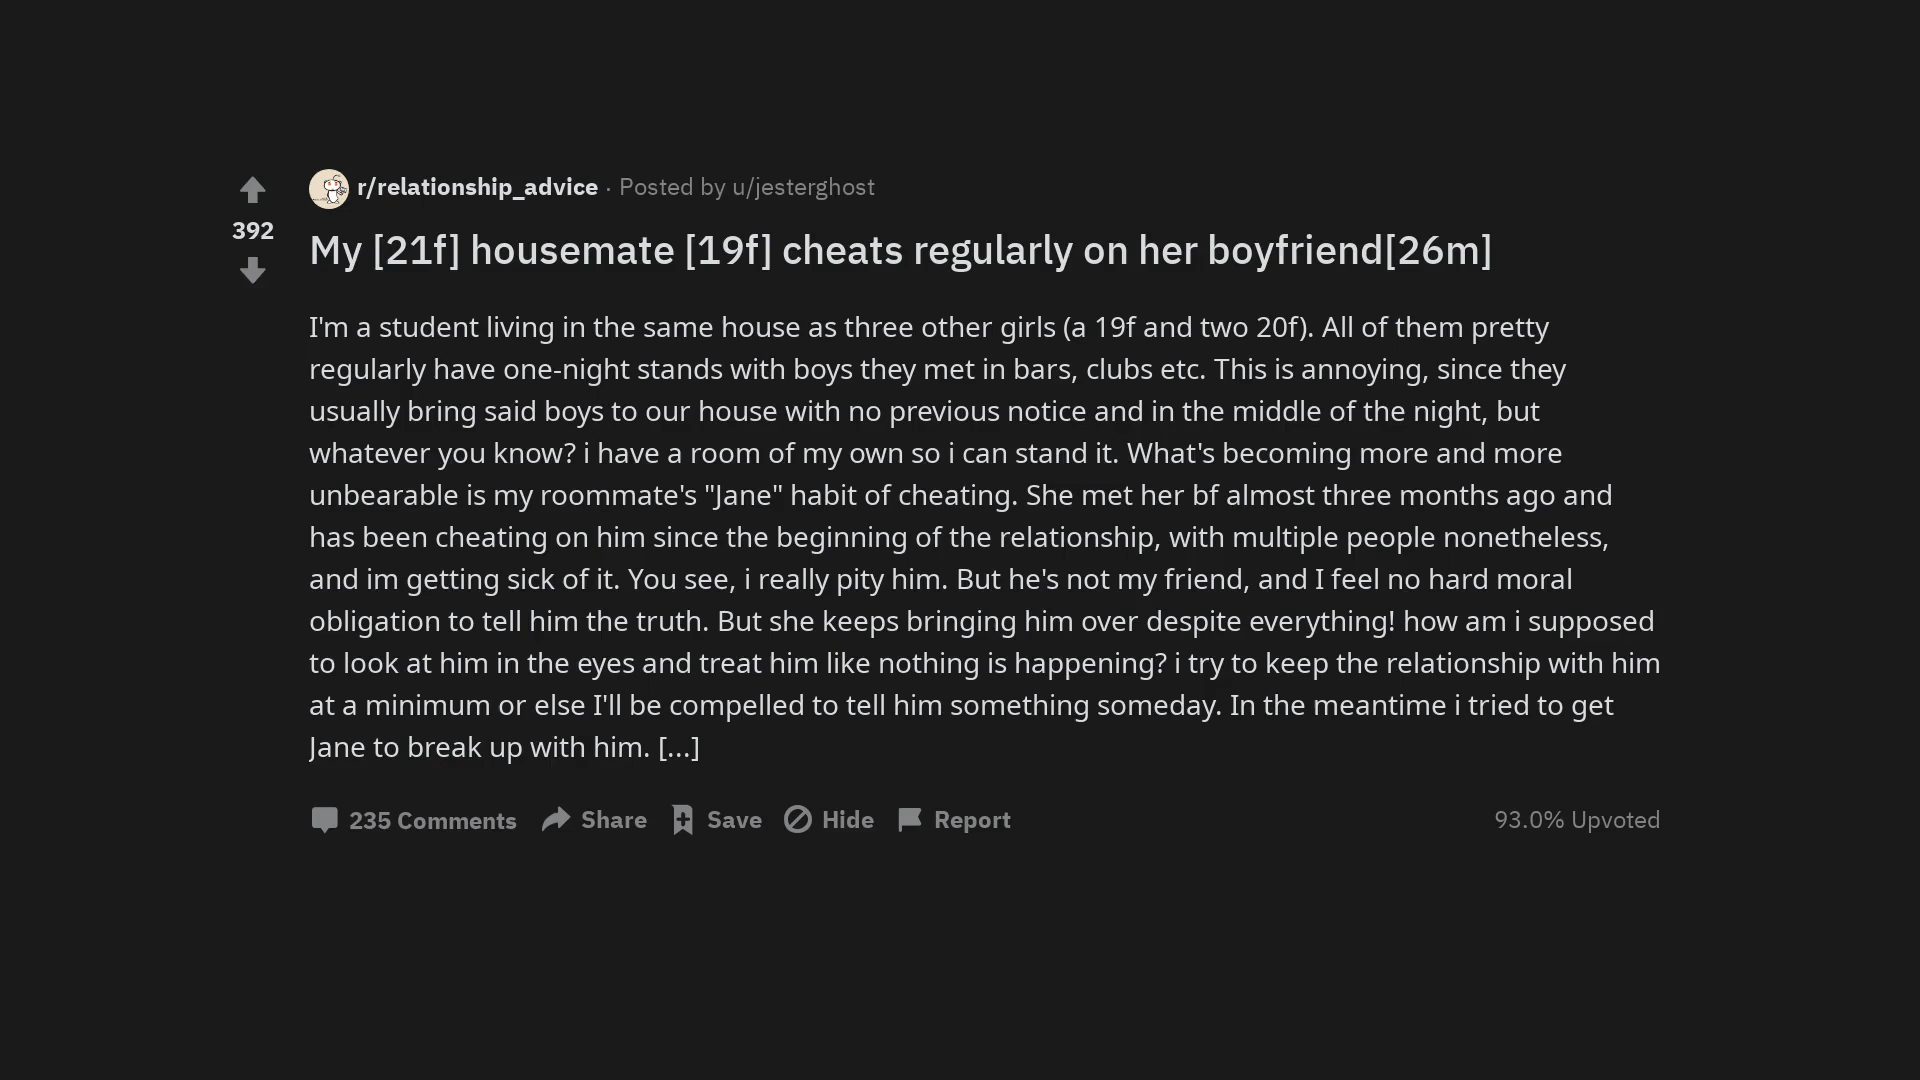 r/relationship_advice · Posted by u/jesterghost
392
My [21f] housemate [19f] cheats regularly on her boyfriend[26m]
I'm a student living in the same house as three other girls (a 19f and two 20f). All of them pretty
regularly have one-night stands with boys they met in bars, clubs etc. This is annoying, since they
usually bring said boys to our house with no previous notice and in the middle of the night, but
whatever you know? i have a room of my own so i can stand it. What's becoming more and more
unbearable is my roommate's "Jane" habit of cheating. She met her bf almost three months ago and
has been cheating on him since the beginning of the relationship, with multiple people nonetheless,
and im getting sick of it. You see, i really pity him. But he's not my friend, and I feel no hard moral
obligation to tell him the truth. But she keeps bringing him over despite everything! how am i supposed
to look at him in the eyes and treat him like nothing is happening? i try to keep the relationship with him
at a minimum or else I'll be compelled to tell him something someday. In the meantime i tried to get
Jane to break up with him. [...]
235 Comments Share Save Hide Report 93.0% Upvoted